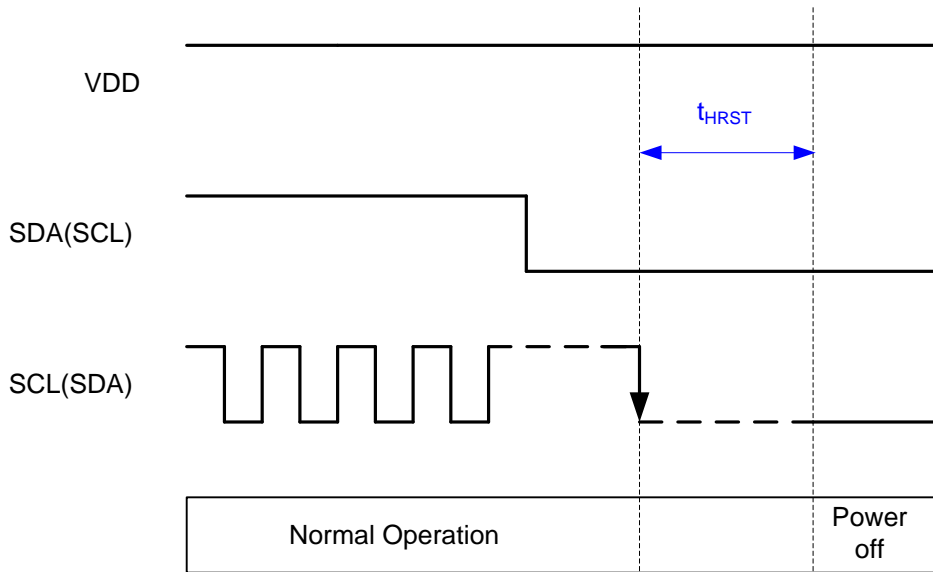 VDD
tHRST
SDA(SCL)
SCL(SDA)
Normal Operation
Power
off